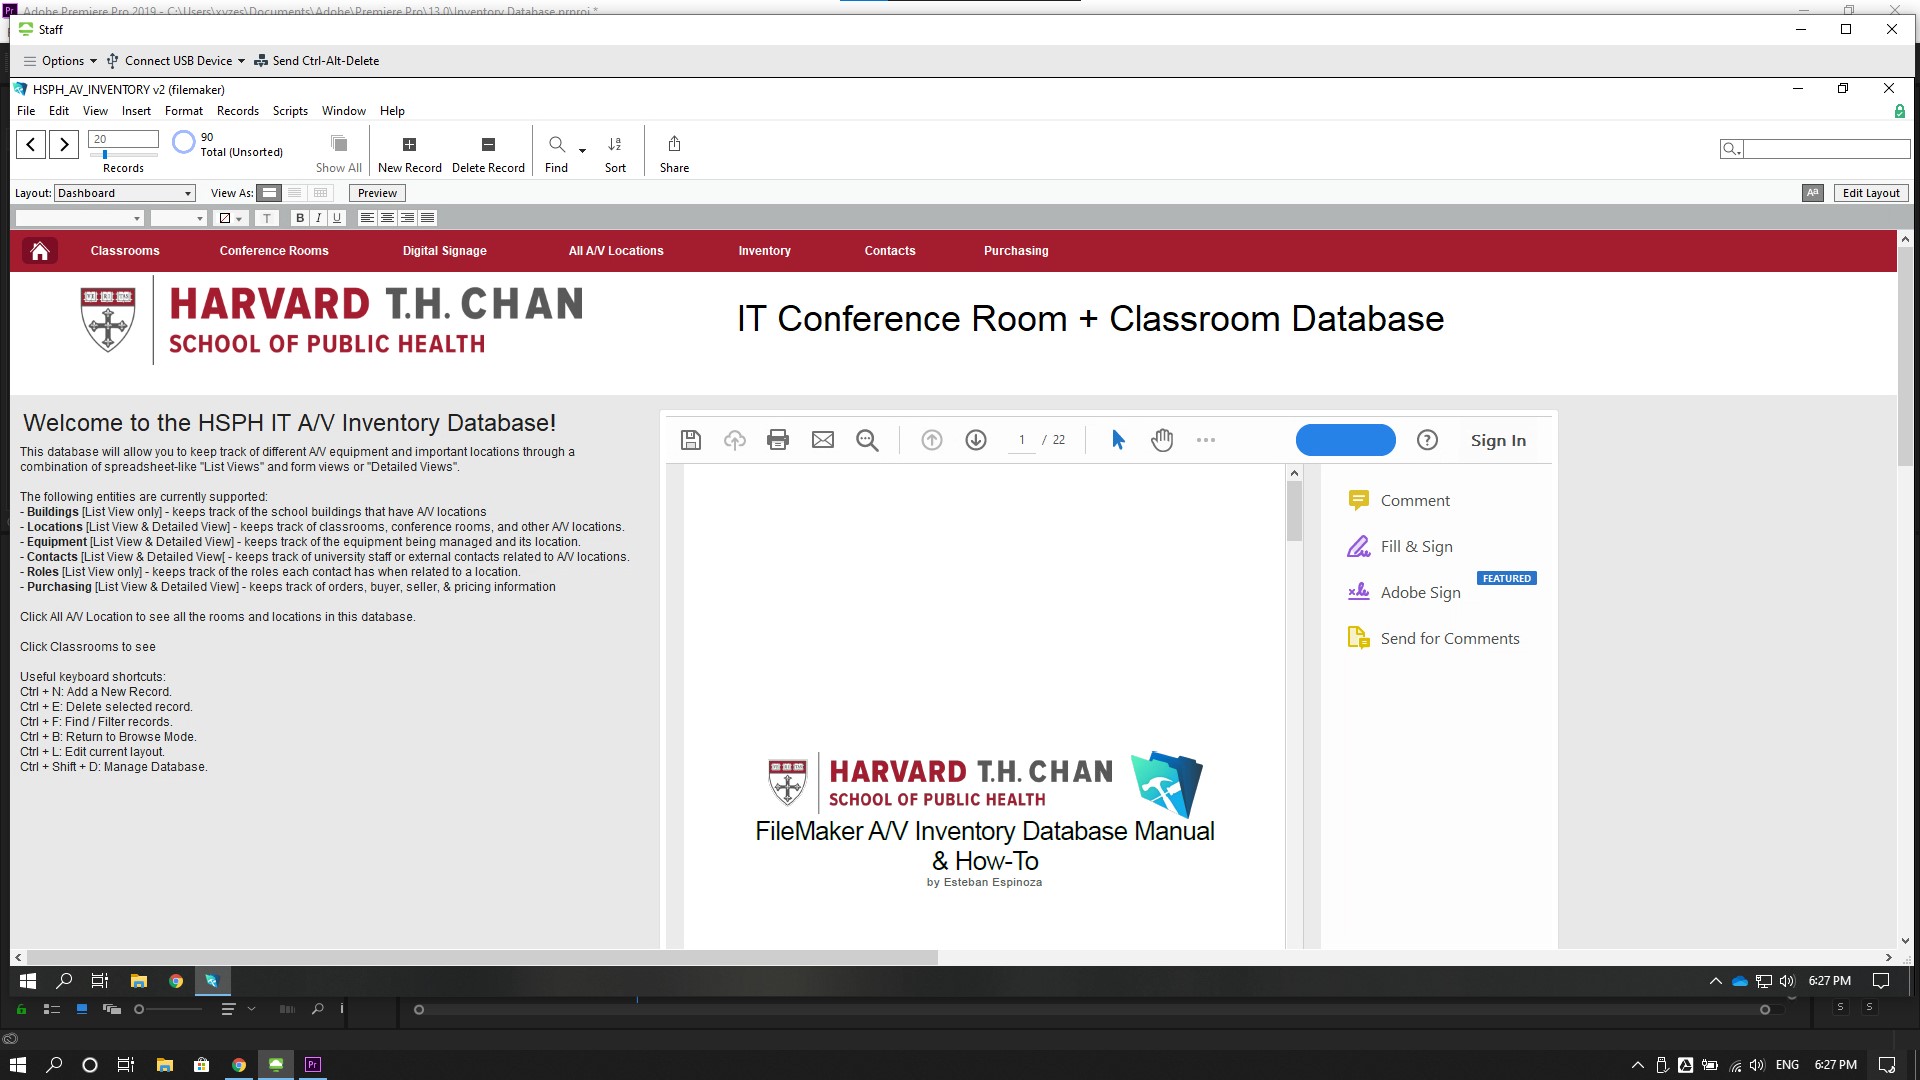 Adobe Premiere Pro 2019 - C:\Users\xyzes\Documents\Adobe\Premiere Pro\13.0\Inventory Database.prproj *
Staff
Options Connect USB Device Send Ctrl-Alt-Delete
HSPH_AV_INVENTORY v2 (filemaker)
File Edit View Insert Format Records Scripts Window Help
20
90
Total (Unsorted)
Records Show All New Record Delete Record Find Sort Share
Layout: Dashboard View As: Preview Aa Edit Layout
T B I U
Classrooms Conference Rooms Digital Signage All A/V Locations Inventory Contacts Purchasing
HARVARD T.H. CHAN
SCHOOL OF PUBLIC HEALTH
IT Conference Room + Classroom Database
Welcome to the HSPH IT A/V Inventory Database!
This database will allow you to keep track of different A/V equipment and important locations through a
combination of spreadsheet-like "List Views" and form views or "Detailed Views".
The following entities are currently supported:
- Buildings [List View only] - keeps track of the school buildings that have A/V locations
- Locations [List View & Detailed View] - keeps track of classrooms, conference rooms, and other A/V locations.
- Equipment [List View & Detailed View] - keeps track of the equipment being managed and its location.
- Contacts [List View & Detailed View[ - keeps track of university staff or external contacts related to A/V locations.
- Roles [List View only] - keeps track of the roles each contact has when related to a location.
- Purchasing [List View & Detailed View] - keeps track of orders, buyer, seller, & pricing information
Click All A/V Location to see all the rooms and locations in this database.
Click Classrooms to see
Useful keyboard shortcuts:
Ctrl + N: Add a New Record.
Ctrl + E: Delete selected record.
Ctrl + F: Find / Filter records.
Ctrl + B: Return to Browse Mode.
Ctrl + L: Edit current layout.
Ctrl + Shift + D: Manage Database.
1 / 22
Sign In
Comment
Fill & Sign
FEATURED
Adobe Sign
Send for Comments
HARVARD T.H. CHAN
SCHOOL OF PUBLIC HEALTH
FileMaker A/V Inventory Database Manual
& How-To
by Esteban Espinoza
6:27 PM
S S
Pr
ENG 6:27 PM